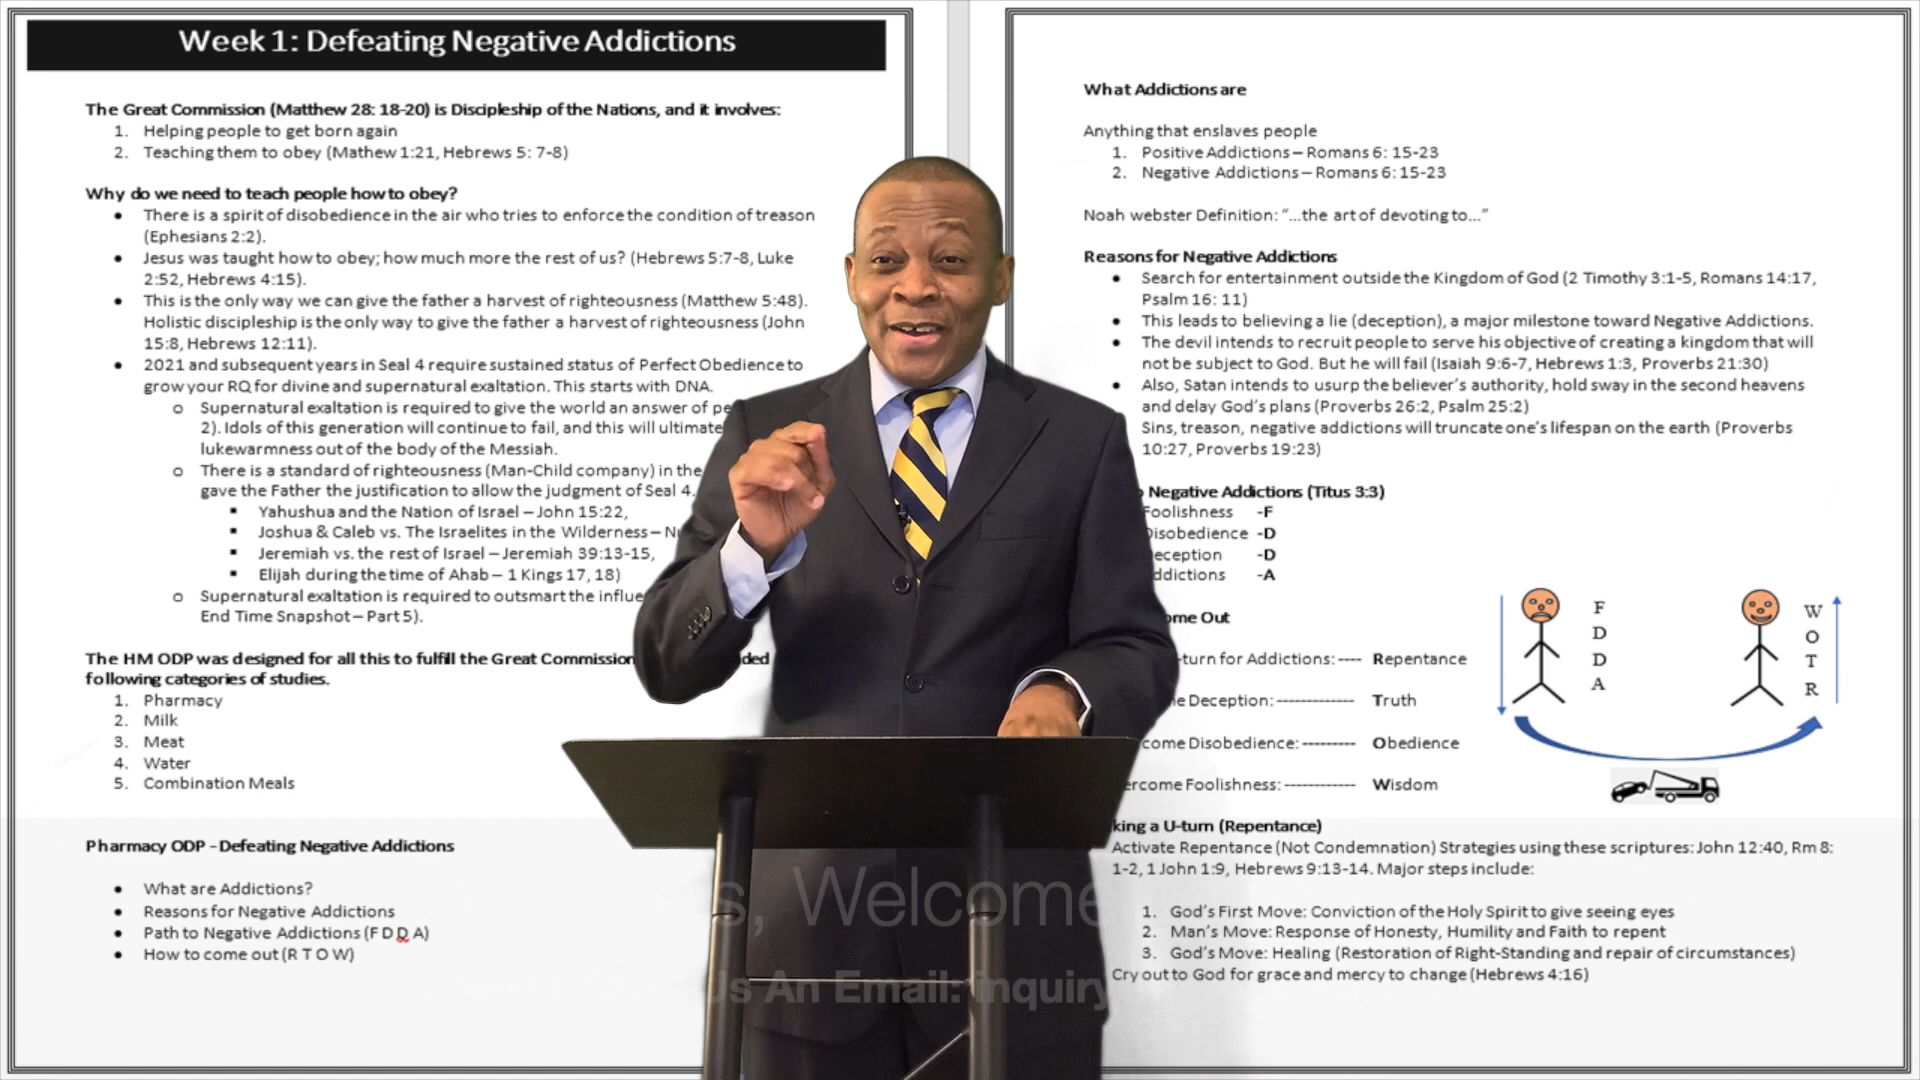 Week 1: Defeating Negative Addictions
The Great Commission (Matthew 28: 18-20) is Discipleship of the Nations, and it involves:
1. Helping people to get born again
2. Teaching them to obey (Mathew 1:21, Hebrews 5: 7-8)
Why do we need to teach people how to obey?
• There is a spirit of disobedience in the air who tries to enforce the condition of treason
(Ephesians 2:2).
• Jesus was taught how to obey; how much more the rest of us? (Hebrews 5:7-8, Luke
2:52, Hebrews 4:15).
• This is the only way we can give the father a harvest of righteousness (Matthew 5:48).
Holistic discipleship is the only way to give the father a harvest of righteousness (John
15:8, Hebrews 12:11).
• 2021 and subsequent years in Seal 4 require sustained status of Perfect Obedience to
grow your RQ for divine and supernatural exaltation. This starts with DNA.
o Supernatural exaltation is required to give the world an answer of
2). Idols of this generation will continue to fail, and this will
lukewarmness out of the body of the Messiah.
o There is a standard of righteousness (Man-Child company) in the
gave the Father the justification to allow the judgment of Seal 4.
▪ Yahushua and the Nation of Israel – John 15:22,
▪ Joshua & Caleb vs. The Israelites in the Wilderness –
▪ Jeremiah vs. the rest of Israel – Jeremiah 39:13-15,
▪ Elijah during the time of Ahab – 1 Kings 17, 18)
o Supernatural exaltation is required to outsmart the
End Time Snapshot – Part 5).
The HM ODP was designed for all this to fulfill the Great Commission
following categories of studies.
1. Pharmacy
2. Milk
3. Meat
4. Water
5. Combination Meals
Pharmacy ODP - Defeating Negative Addictions
• What are Addictions?
• Reasons for Negative Addictions
• Path to Negative Addictions (F D D A)
• How to come out (R T O W)
What Addictions are
Anything that enslaves people
1. Positive Addictions – Romans 6: 15-23
2. Negative Addictions – Romans 6: 15-23
Noah webster Definition: “...the art of devoting to...”
Reasons for Negative Addictions
• Search for entertainment outside the Kingdom of God (2 Timothy 3:1-5, Romans 14:17,
Psalm 16: 11)
• This leads to believing a lie (deception), a major milestone toward Negative Addictions.
• The devil intends to recruit people to serve his objective of creating a kingdom that will
not be subject to God. But he will fail (Isaiah 9:6-7, Hebrews 1:3, Proverbs 21:30)
• Also, Satan intends to usurp the believer’s authority, hold sway in the second heavens
and delay God’s plans (Proverbs 26:2, Psalm 25:2)
Sins, treason, negative addictions will truncate one’s lifespan on the earth (Proverbs
10:27, Proverbs 19:23)
Negative Addictions (Titus 3:3)
Foolishness -F
Disobedience -D
eception -D
ddictions -A
ome Out
-turn for Addictions: ---- Repentance
Deception: ------------- Truth
come Disobedience: --------- Obedience
ercome Foolishness: ------------ Wisdom
F
D
D
A
W
O
T
R
king a U-turn (Repentance)
Activate Repentance (Not Condemnation) Strategies using these scriptures: John 12:40, Rm 8:
1-2, 1 John 1:9, Hebrews 9:13-14. Major steps include:
1. God’s First Move: Conviction of the Holy Spirit to give seeing eyes
2. Man’s Move: Response of Honesty, Humility and Faith to repent
3. God’s Move: Healing (Restoration of Right-Standing and repair of circumstances)
Cry out to God for grace and mercy to change (Hebrews 4:16)
s, Welcome
Please Send Us An Email: inquiry